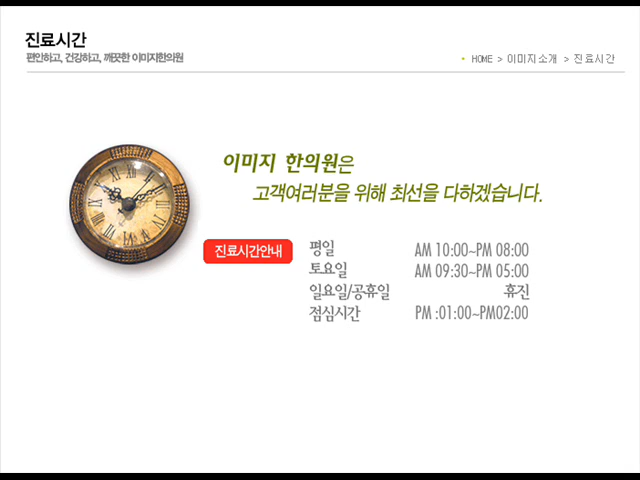 진료시간
편안하고, 건강하고, 깨끗한 이미지한의원
HOME > 이미지소개 > 진료시간
이미지 한의원은
고객여러분을 위해 최선을 다하겠습니다.
진료시간안내
평일 AM 10:00~PM 08:00
토요일 AM 09:30~PM 05:00
일요일/공휴일 휴진
점심시간 PM :01:00~PM02:00